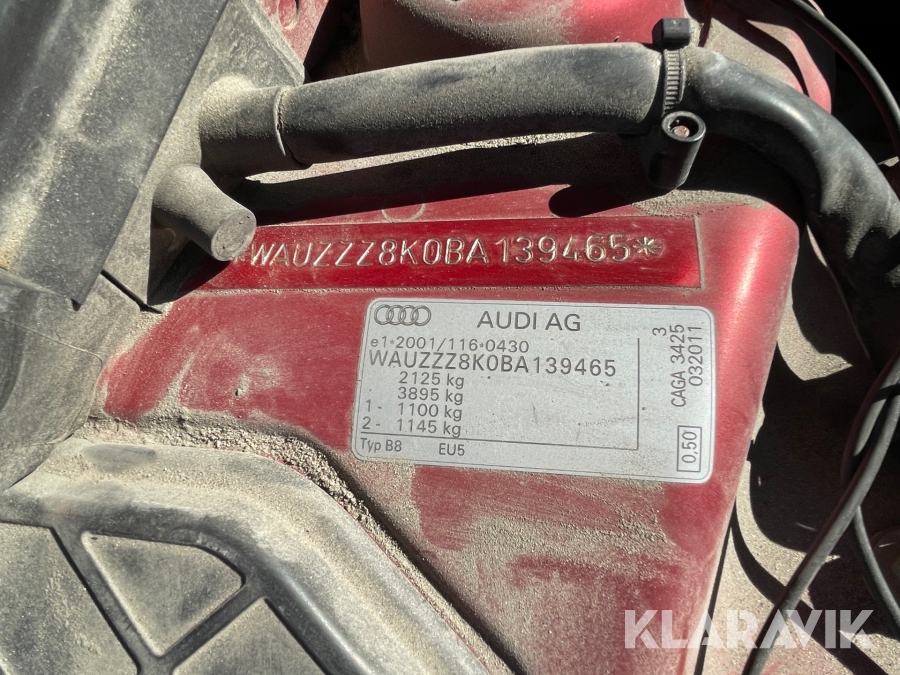 *WAUZZZ8K0BA139465*
AUDI AG
e1*2001/116*0430
WAUZZZ8K0BA139465
2125 kg
3895 kg
1- 1100 kg
2- 1145 kg
Typ B8 EU5
3
CAGA 3425
032011
0,50
KLARAVIK